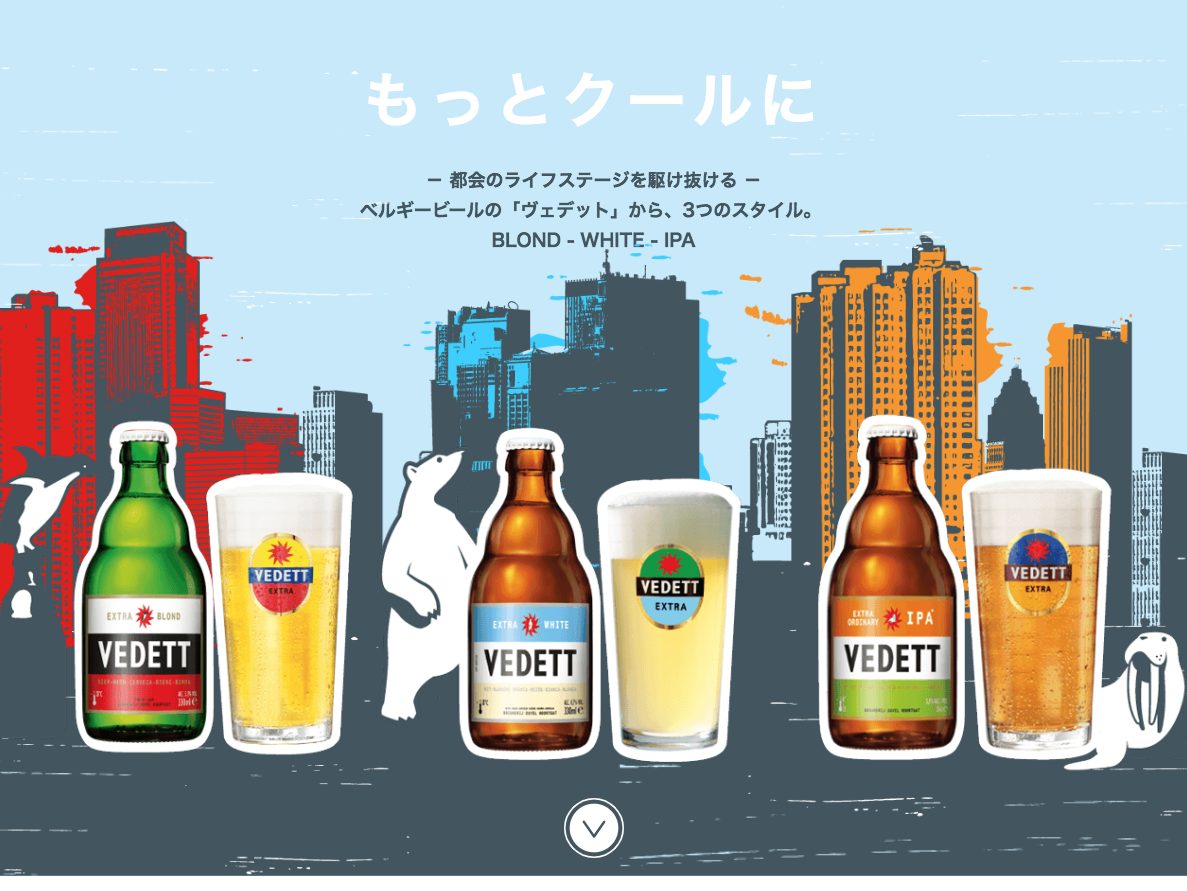 もっとクールに
ー 都会のライフステージを駆け抜ける ー
ベルギービールの「ヴェデット」から、3つのスタイル。
BLOND - WHITE - IPA
EXTRA BLOND
VEDETT
330ml e
VEDETT
EXTRA
EXTRA WHITE
VEDETT
330ml e
VEDETT
EXTRA
EXTRA ORDINARY IPA
VEDETT
VEDETT
EXTRA